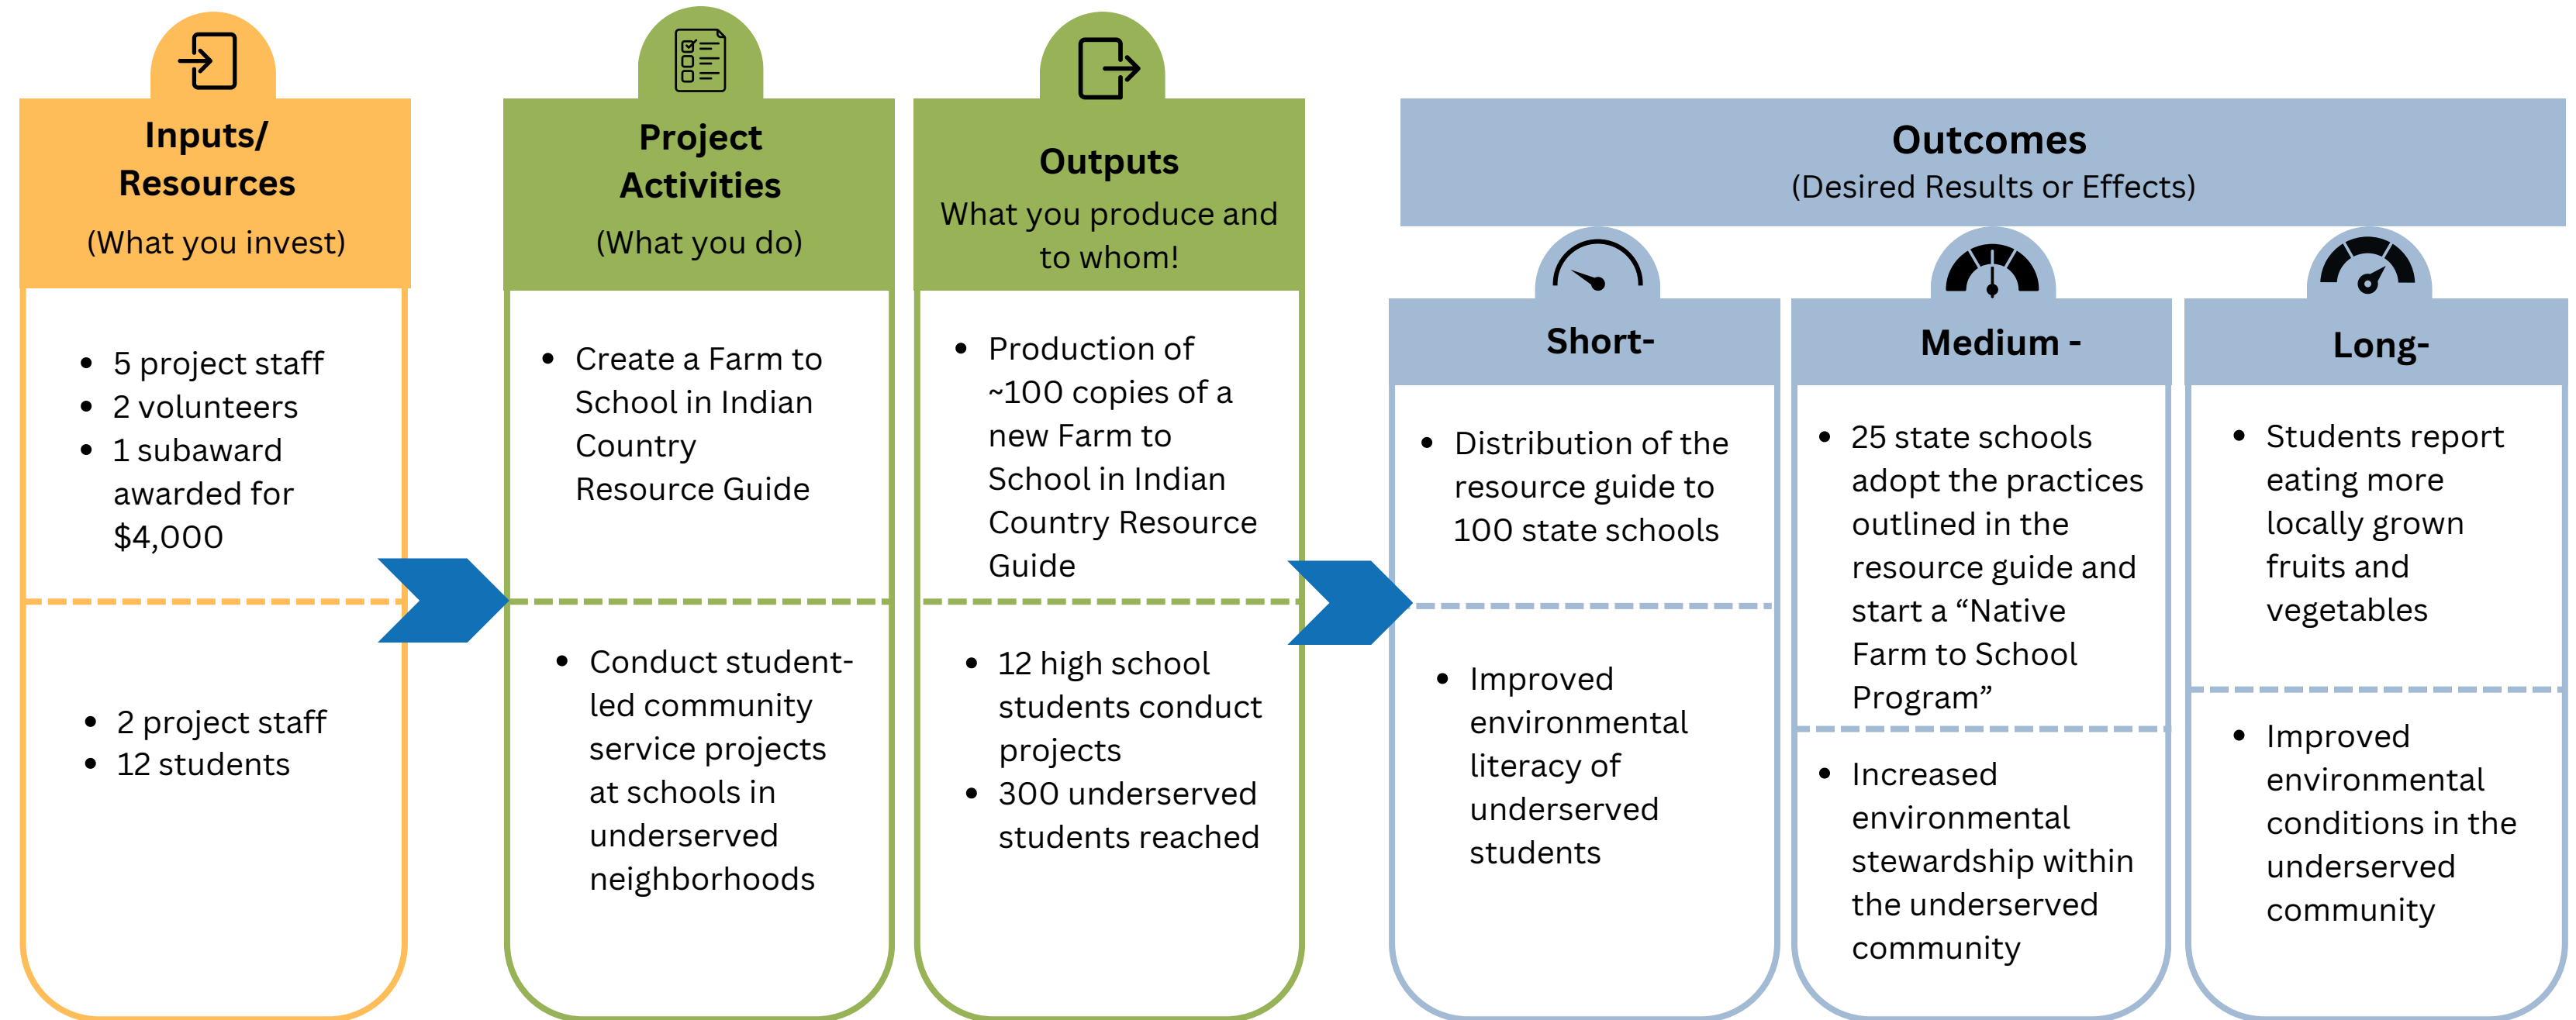 Inputs/
Resources
(What you invest)
• 5 project staff
• 2 volunteers
• 1 subaward
awarded for
$4,000
• 2 project staff
• 12 students
Project
Activities
(What you do)
• Create a Farm to
School in Indian
Country
Resource Guide
• Conduct student-
led community
service projects
at schools in
underserved
neighborhoods
Outputs
What you produce and
to whom!
• Production of
~100 copies of a
new Farm to
School in Indian
Country Resource
Guide
• 12 high school
students conduct
projects
• 300 underserved
students reached
Outcomes
(Desired Results or Effects)
Short-
• Distribution of the
resource guide to
100 state schools
• Improved
environmental
literacy of
underserved
students
Medium -
• 25 state schools
adopt the practices
outlined in the
resource guide and
start a “Native
Farm to School
Program”
• Increased
environmental
stewardship within
the underserved
community
Long-
• Students report
eating more
locally grown
fruits and
vegetables
• Improved
environmental
conditions in the
underserved
community